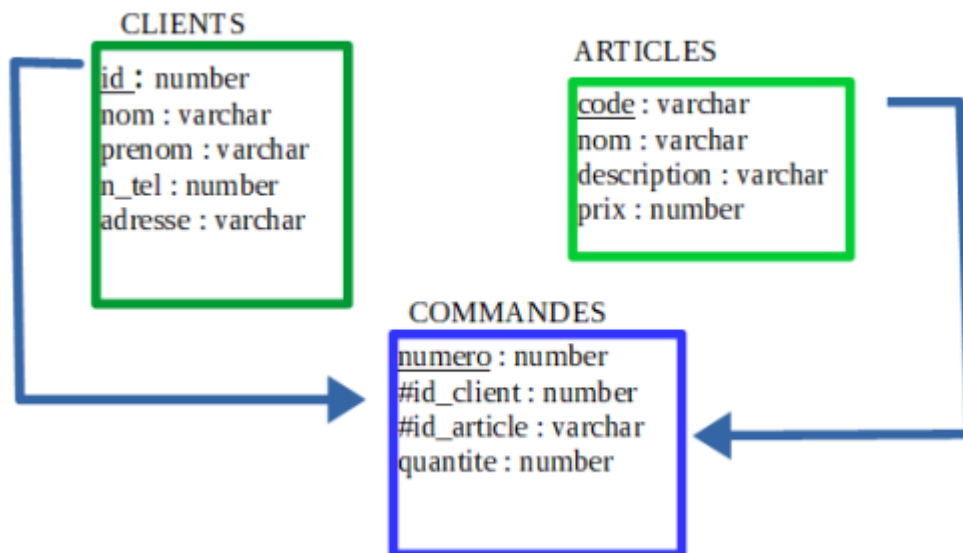 CLIENTS
id : number
nom : varchar
prenom : varchar
n_tel : number
adresse : varchar
ARTICLES
code : varchar
nom : varchar
description : varchar
prix : number
COMMANDES
numero : number
#id_client : number
#id_article : varchar
quantite : number